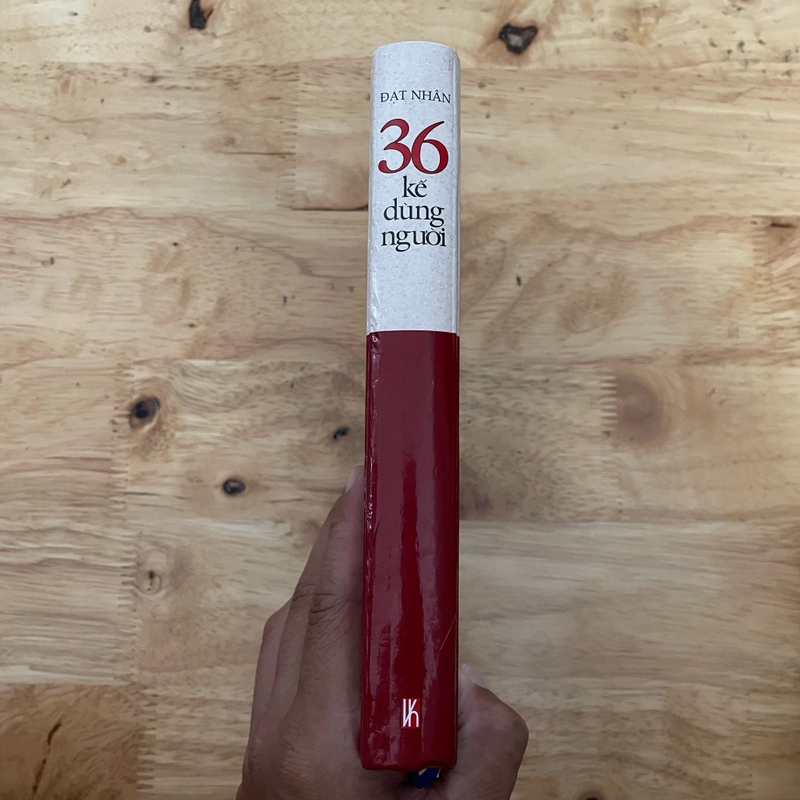 ĐẠT NHÂN
36
kế
dùng
người